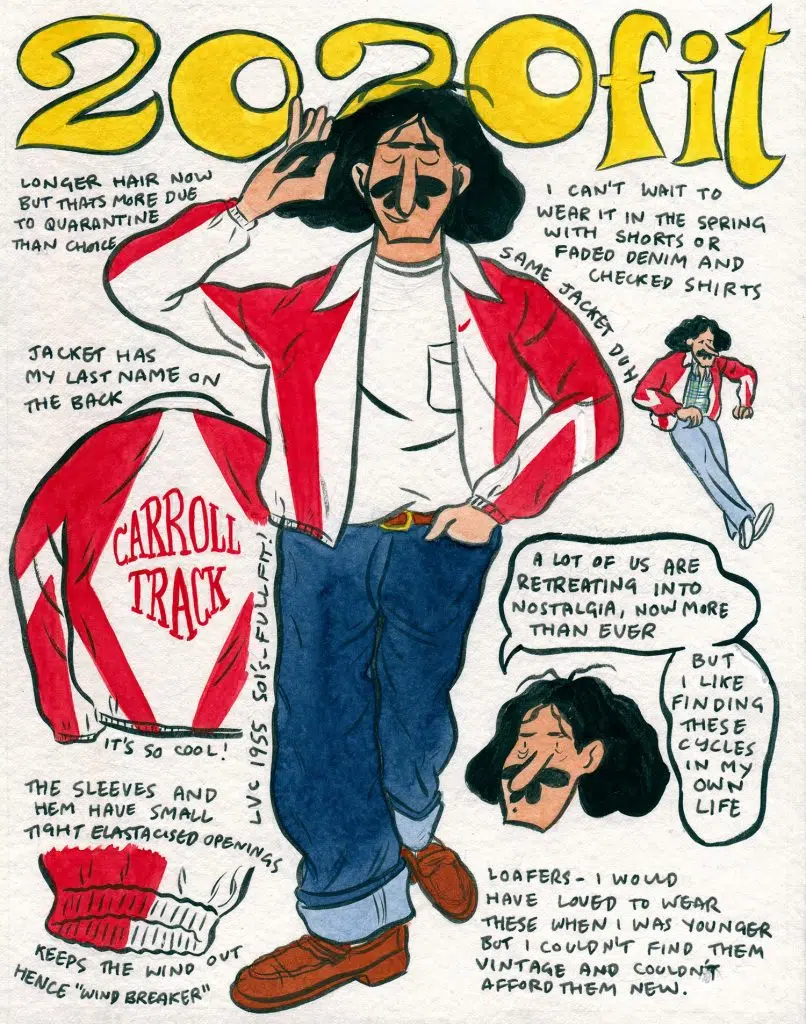 2020fit
LONGER HAIR NOW
BUT THATS MORE DUE
TO QUARANTINE
THAN CHOICE
I CAN'T WAIT TO
WEAR IT IN THE SPRING
WITH SHORTS OR
FADED DENIM AND
CHECKED SHIRTS
SAME JACKET DUH
JACKET HAS
MY LAST NAME ON
THE BACK
CARROLL
TRACK
IT'S SO COOL!
LVC 1955 501's-FULL FIT!
A LOT OF US ARE
RETREATING INTO
NOSTALGIA, NOW MORE
THAN EVER
BUT
I LIKE
FINDING
THESE
CYCLES
IN MY
OWN
LIFE
THE SLEEVES AND
HEM HAVE SMALL
TIGHT ELASTACISED OPENINGS
KEEPS THE WIND OUT
HENCE "WIND BREAKER"
LOAFERS- I WOULD
HAVE LOVED TO WEAR
THESE WHEN I WAS YOUNGER
BUT I COULDN'T FIND THEM
VINTAGE AND COULDN'T
AFFORD THEM NEW.